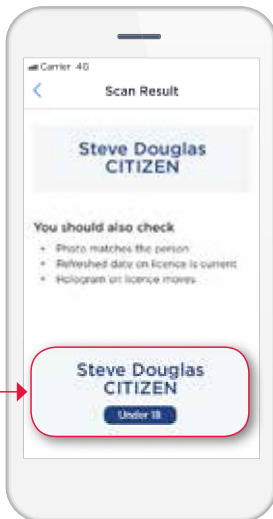 Carrier 4G
Scan Result
Steve Douglas
CITIZEN
You should also check
• Photo matches the person
• Refreshed date on licence is current
• Hologram on licence moves
Steve Douglas
CITIZEN
Under 18